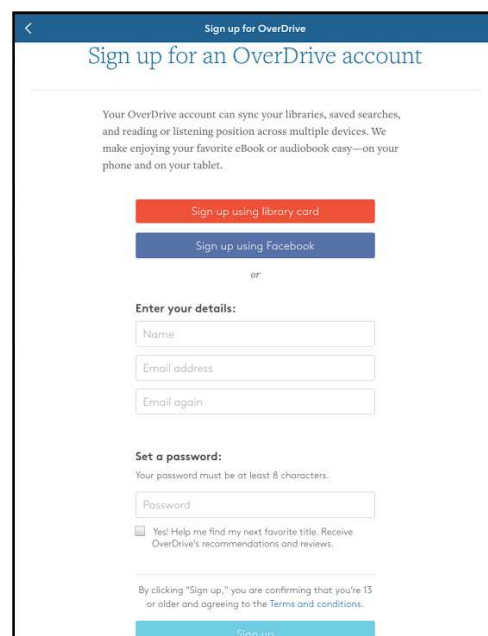 Sign up for OverDrive
Sign up for an OverDrive account
Your OverDrive account can sync your libraries, saved searches,
and reading or listening position across multiple devices. We
make enjoying your favorite eBook or audiobook easy—on your
phone and on your tablet.
Sign up using library card
Sign up using Facebook
or
Enter your details:
Name
Email address
Email again
Set a password:
Your password must be at least 8 characters.
Password
Yes! Help me find my next favorite title. Receive
OverDrive's recommendations and reviews.
By clicking "Sign up," you are confirming that you're 13
or older and agreeing to the Terms and conditions.
Sign up